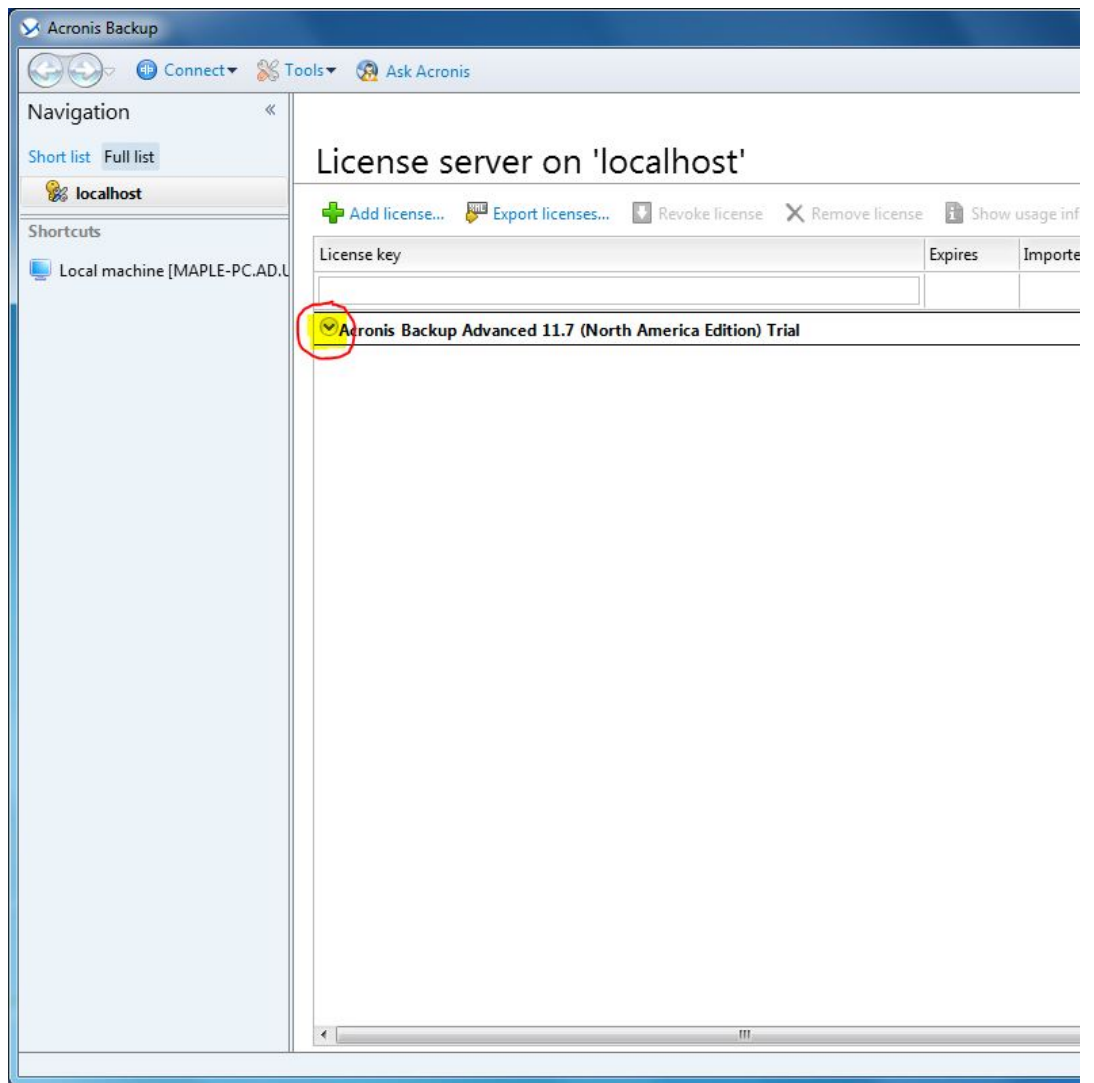 Acronis Backup
Connect Tools Ask Acronis
Navigation
Short list Full list
localhost
Shortcuts
Local machine [MAPLE-PC.AD.U
License server on 'localhost'
Add license... Export licenses... Revoke license Remove license Show usage inf
License key Expires Importe
Acronis Backup Advanced 11.7 (North America Edition) Trial